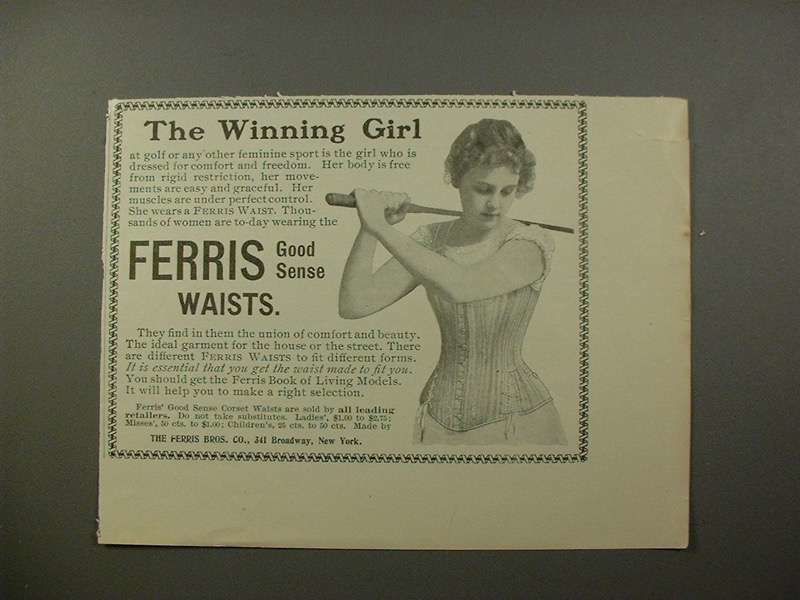 The Winning Girl
at golf or any other feminine sport is the girl who is
dressed for comfort and freedom. Her body is free
from rigid restriction, her move-
ments are easy and graceful. Her
muscles are under perfect control.
She wears a FERRIS WAIST. Thou-
sands of women are to-day wearing the
FERRIS Good Sense
WAISTS.
They find in them the union of comfort and beauty.
The ideal garment for the house or the street. There
are different FERRIS WAISTS to fit different forms.
It is essential that you get the waist made to fit you.
You should get the Ferris Book of Living Models.
It will help you to make a right selection.
Ferris' Good Sense Corset Waists are sold by all leading
retailers. Do not take substitutes. Ladies', $1.00 to $2.75;
Misses', 50 cts. to $1.00; Children's, 25 cts. to 50 cts. Made by
THE FERRIS BROS. CO., 341 Broadway, New York.